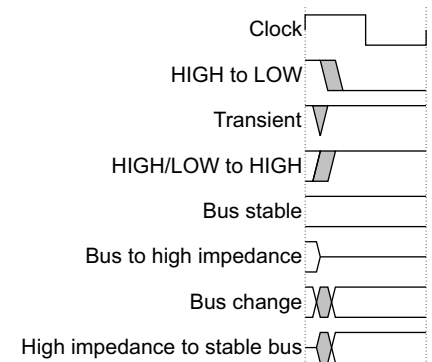 Clock
HIGH to LOW
Transient
HIGH/LOW to HIGH
Bus stable
Bus to high impedance
Bus change
High impedance to stable bus